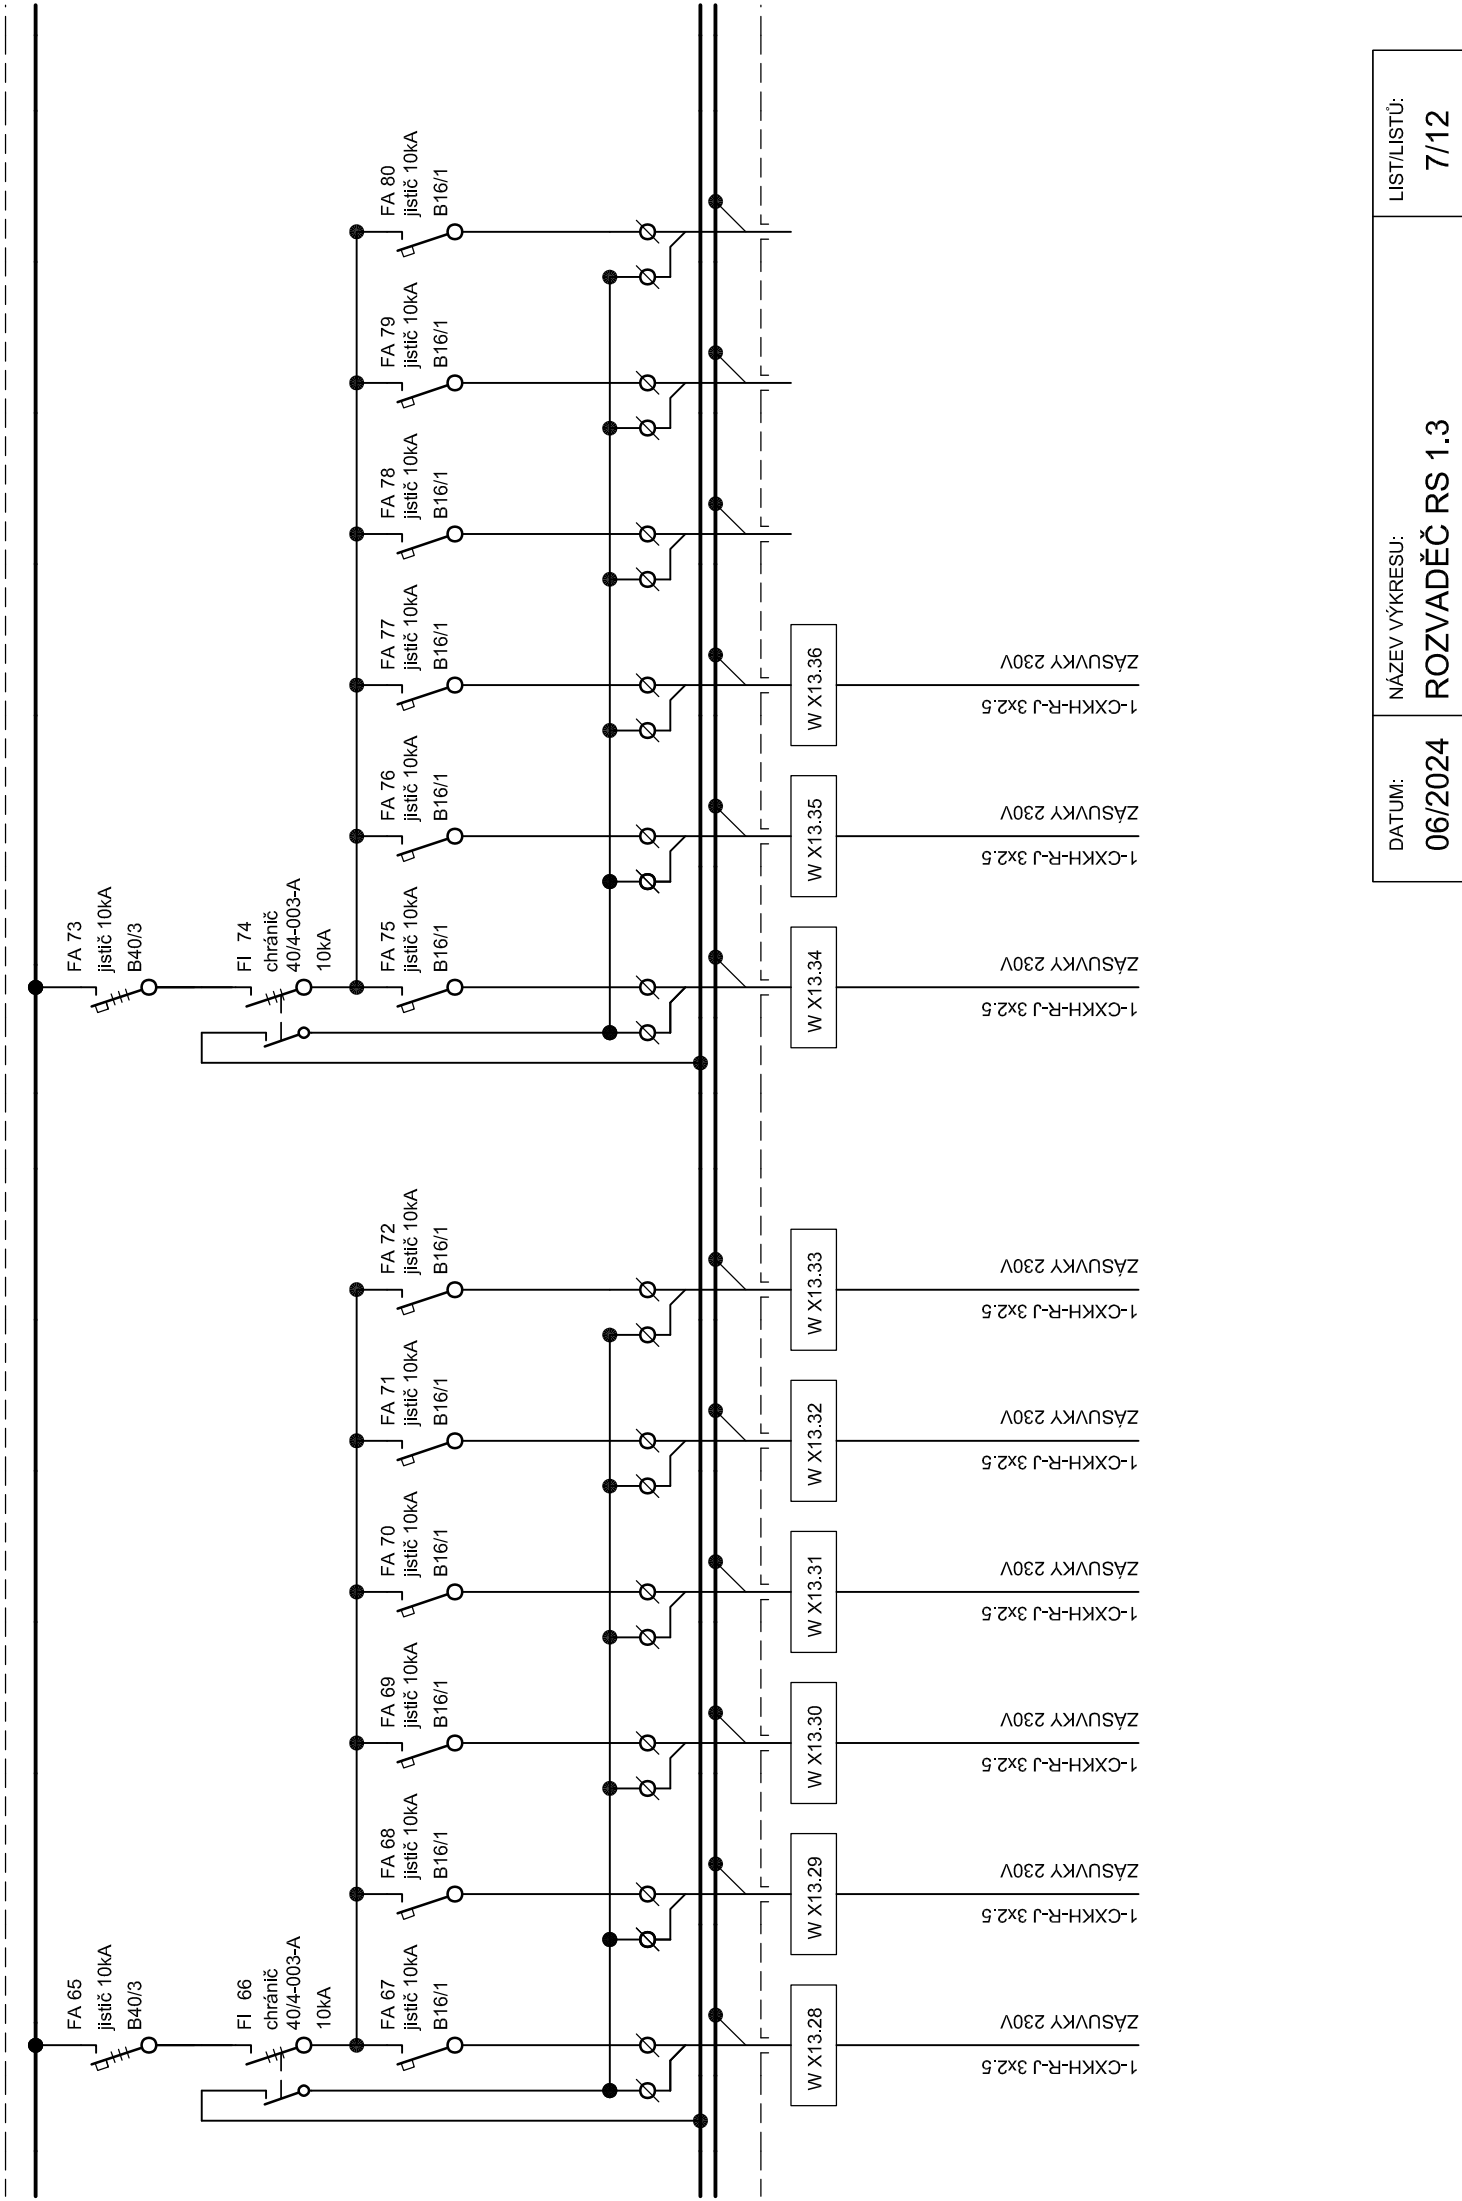 FA 65
jistič 10kA
B40/3
FI 66
chránič
40/4-003-A
10kA
FA 67
jistič 10kA
B16/1
FA 68
jistič 10kA
B16/1
FA 69
jistič 10kA
B16/1
FA 70
jistič 10kA
B16/1
FA 71
jistič 10kA
B16/1
FA 72
jistič 10kA
B16/1
FA 73
jistič 10kA
B40/3
FI 74
chránič
40/4-003-A
10kA
FA 75
jistič 10kA
B16/1
FA 76
jistič 10kA
B16/1
FA 77
jistič 10kA
B16/1
FA 78
jistič 10kA
B16/1
FA 79
jistič 10kA
B16/1
FA 80
jistič 10kA
B16/1
W X13.28
1-CXKH-R-J 3x2.5
ZÁSUVKY 230V
W X13.29
1-CXKH-R-J 3x2.5
ZÁSUVKY 230V
W X13.30
1-CXKH-R-J 3x2.5
ZÁSUVKY 230V
W X13.31
1-CXKH-R-J 3x2.5
ZÁSUVKY 230V
W X13.32
1-CXKH-R-J 3x2.5
ZÁSUVKY 230V
W X13.33
1-CXKH-R-J 3x2.5
ZÁSUVKY 230V
W X13.34
1-CXKH-R-J 3x2.5
ZÁSUVKY 230V
W X13.35
1-CXKH-R-J 3x2.5
ZÁSUVKY 230V
W X13.36
1-CXKH-R-J 3x2.5
ZÁSUVKY 230V
DATUM:
06/2024
NÁZEV VÝKRESU:
ROZVADĚČ RS 1.3
LIST/LISTŮ:
7/12